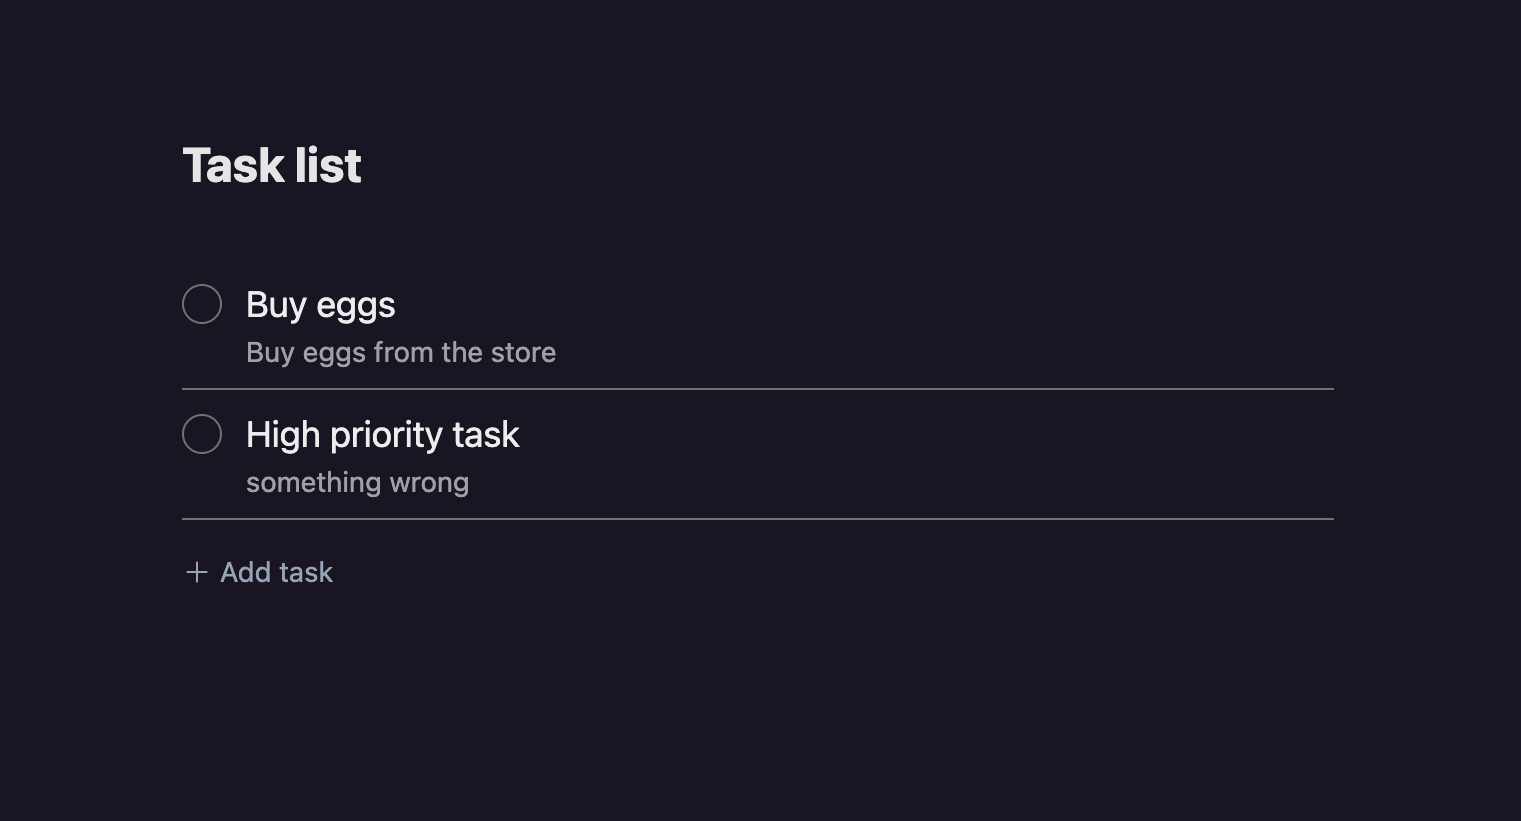 Task list
Buy eggs
Buy eggs from the store
High priority task
something wrong
+ Add task